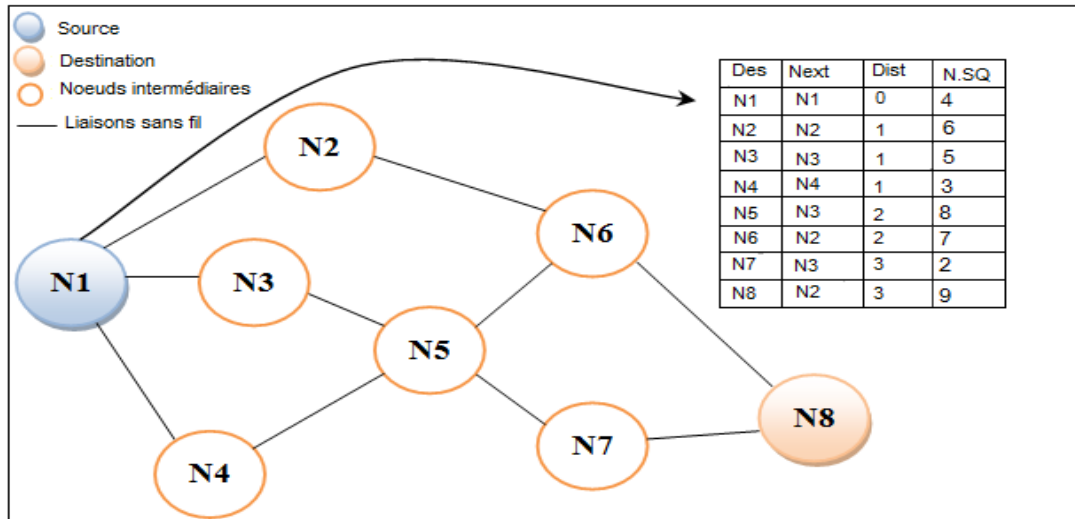 Source
Destination
Noeuds intermédiaires
Liaisons sans fil
Des Next Dist N.SQ
N1 N1 0 4
N2 N2 1 6
N3 N3 1 5
N4 N4 1 3
N5 N3 2 8
N6 N2 2 7
N7 N3 3 2
N8 N2 3 9
N2
N6
N1
N3
N5
N8
N7
N4